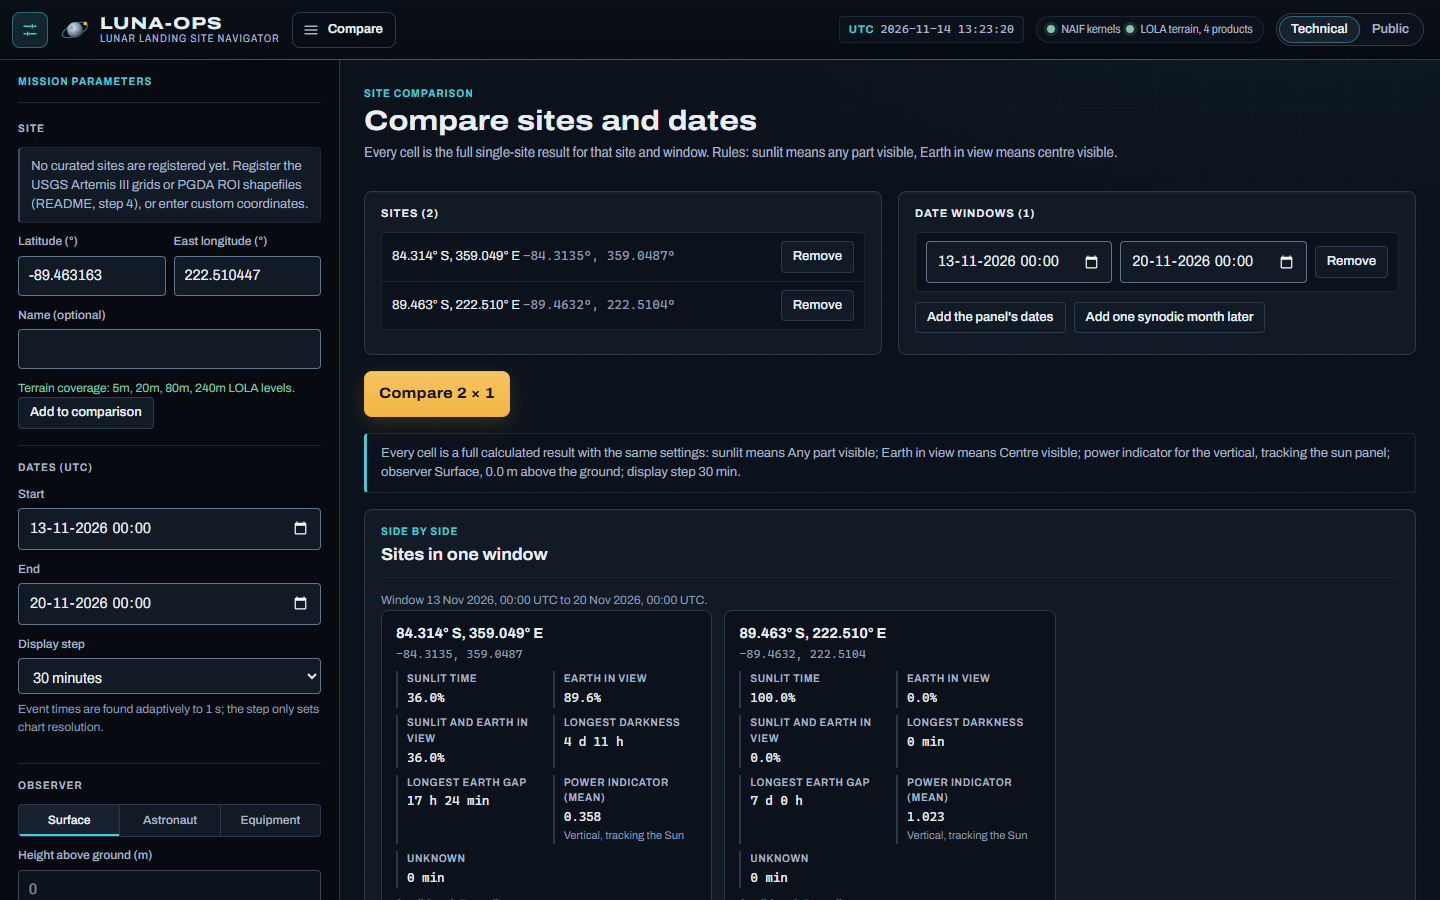 LUNA-OPS
LUNAR LANDING SITE NAVIGATOR
Compare
UTC 2026-11-14 13:23:20
NAIF kernels
LOLA terrain, 4 products
Technical
Public
MISSION PARAMETERS
SITE
No curated sites are registered yet. Register the
USGS Artemis III grids or PGDA ROI shapefiles
(README, step 4), or enter custom coordinates.
Latitude (°)
East longitude (°)
-89.463163
222.510447
Name (optional)
Terrain coverage: 5m, 20m, 80m, 240m LOLA levels.
Add to comparison
DATES (UTC)
Start
13-11-2026 00:00
End
20-11-2026 00:00
Display step
30 minutes
Event times are found adaptively to 1 s; the step only sets
chart resolution.
OBSERVER
Surface
Astronaut
Equipment
Height above ground (m)
0
SITE COMPARISON
Compare sites and dates
Every cell is the full single-site result for that site and window. Rules: sunlit means any part visible, Earth in view means centre visible.
SITES (2)
84.314° S, 359.049° E −84.3135°, 359.0487°
Remove
89.463° S, 222.510° E −89.4632°, 222.5104°
Remove
DATE WINDOWS (1)
13-11-2026 00:00
20-11-2026 00:00
Remove
Add the panel's dates
Add one synodic month later
Compare 2 × 1
Every cell is a full calculated result with the same settings: sunlit means Any part visible; Earth in view means Centre visible; power indicator for the vertical, tracking the sun panel;
observer Surface, 0.0 m above the ground; display step 30 min.
SIDE BY SIDE
Sites in one window
Window 13 Nov 2026, 00:00 UTC to 20 Nov 2026, 00:00 UTC.
84.314° S, 359.049° E
−84.3135, 359.0487
SUNLIT TIME
36.0%
EARTH IN VIEW
89.6%
SUNLIT AND EARTH IN
VIEW
36.0%
LONGEST DARKNESS
4 d 11 h
LONGEST EARTH GAP
17 h 24 min
POWER INDICATOR
(MEAN)
0.358
Vertical, tracking the Sun
UNKNOWN
0 min
89.463° S, 222.510° E
−89.4632, 222.5104
SUNLIT TIME
100.0%
EARTH IN VIEW
0.0%
SUNLIT AND EARTH IN
VIEW
0.0%
LONGEST DARKNESS
0 min
LONGEST EARTH GAP
7 d 0 h
POWER INDICATOR
(MEAN)
1.023
Vertical, tracking the Sun
UNKNOWN
0 min